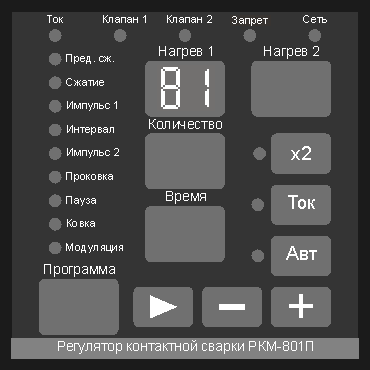 Ток Клапан 1 Клапан 2 Запрет Сеть
Нагрев 1 Нагрев 2
Пред. сж.
Сжатие
81
Импульс 1
Количество
Интервал
Импульс 2
x2
Проковка
Время
Пауза
Ток
Ковка
Модуляция
Авт
Программа
Регулятор контактной сварки РКМ-801П